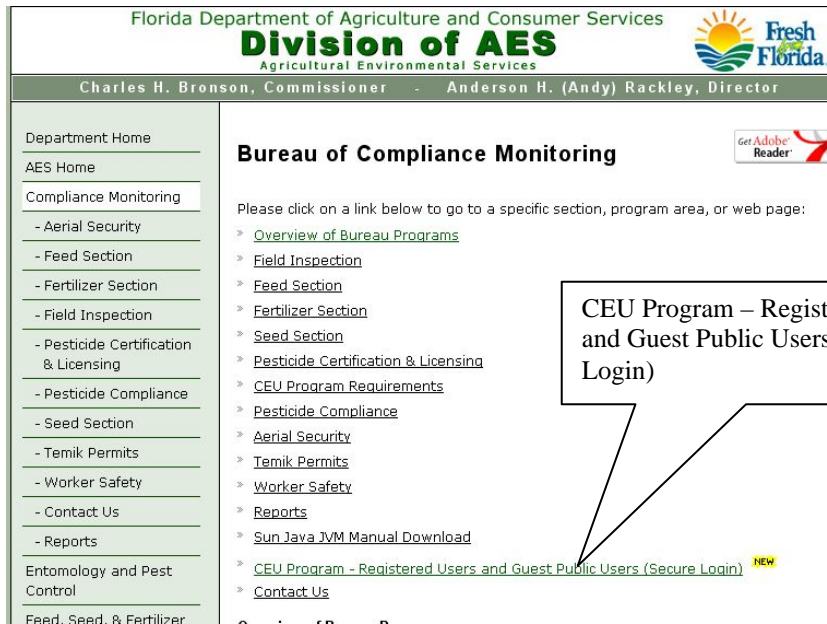 Florida Department of Agriculture and Consumer Services
Division of AES
Agricultural Environmental Services
Fresh
from
Florida
Charles H. Bronson, Commissioner - Anderson H. (Andy) Rackley, Director
Department Home
AES Home
Compliance Monitoring
- Aerial Security
- Feed Section
- Fertilizer Section
- Field Inspection
- Pesticide Certification
& Licensing
- Pesticide Compliance
- Seed Section
- Temik Permits
- Worker Safety
- Contact Us
- Reports
Entomology and Pest
Control
Feed, Seed, & Fertilizer
Bureau of Compliance Monitoring
Get Adobe
Reader
Please click on a link below to go to a specific section, program area, or web page:
» Overview of Bureau Programs
» Field Inspection
» Feed Section
» Fertilizer Section
» Seed Section
» Pesticide Certification & Licensing
» CEU Program Requirements
» Pesticide Compliance
» Aerial Security
» Temik Permits
» Worker Safety
» Reports
» Sun Java JVM Manual Download
» CEU Program - Registered Users and Guest Public Users (Secure Login) NEW
» Contact Us
CEU Program – Regist
and Guest Public Users
Login)